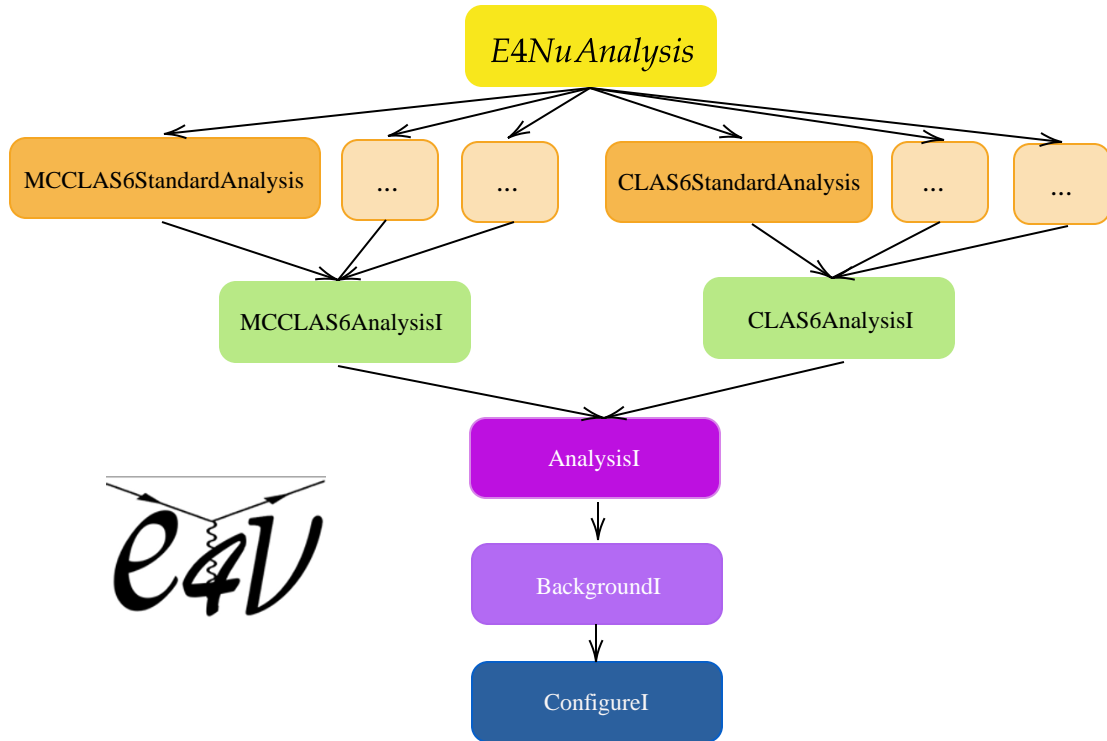 E4NuAnalysis
MCCLAS6StandardAnalysis
...
...
CLAS6StandardAnalysis
...
...
MCCLAS6AnalysisI
CLAS6AnalysisI
AnalysisI
e4ν
BackgroundI
ConfigureI